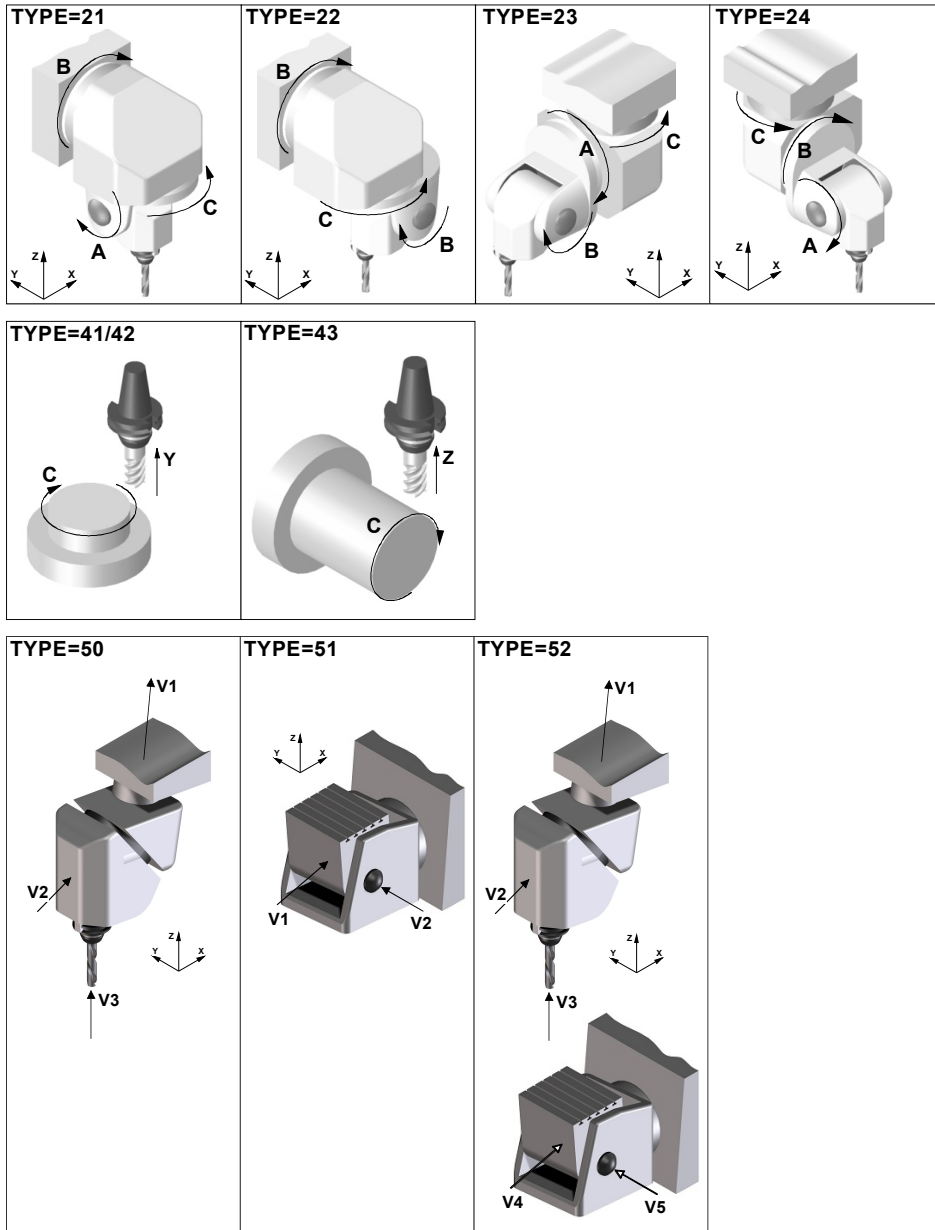 TYPE=21
B
A
C
Z
Y
X
TYPE=22
B
C
B
Z
Y
X
TYPE=23
A
C
B
Z
Y
X
TYPE=24
C
B
A
Z
Y
X
TYPE=41/42
Y
C
TYPE=43
Z
C
TYPE=50
V1
V2
V3
Z
Y
X
TYPE=51
Z
Y
X
V1
V2
TYPE=52
V1
V2
V3
Z
Y
X
V4
V5